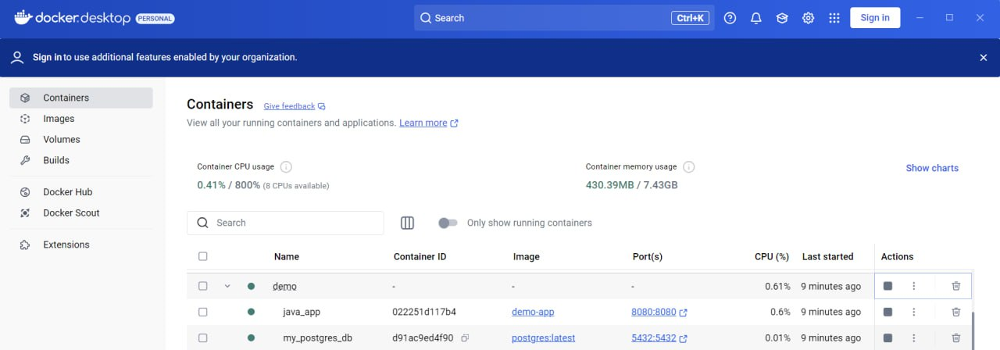 docker.desktop PERSONAL Search Ctrl+K Sign in
Sign in to use additional features enabled by your organization.
Containers
Images
Volumes
Builds
Docker Hub
Docker Scout
Extensions
Containers Give feedback
View all your running containers and applications. Learn more
Container CPU usage
0.41% / 800% (8 CPUs available)
Container memory usage
430.39MB / 7.43GB
Show charts
Search Only show running containers
Name Container ID Image Port(s) CPU (%) Last started Actions
demo - - - 0.61% 9 minutes ago
java_app 022251d117b4 demo-app 8080:8080 0.6% 9 minutes ago
my_postgres_db d91ac9ed4f90 postgres:latest 5432:5432 0.01% 9 minutes ago